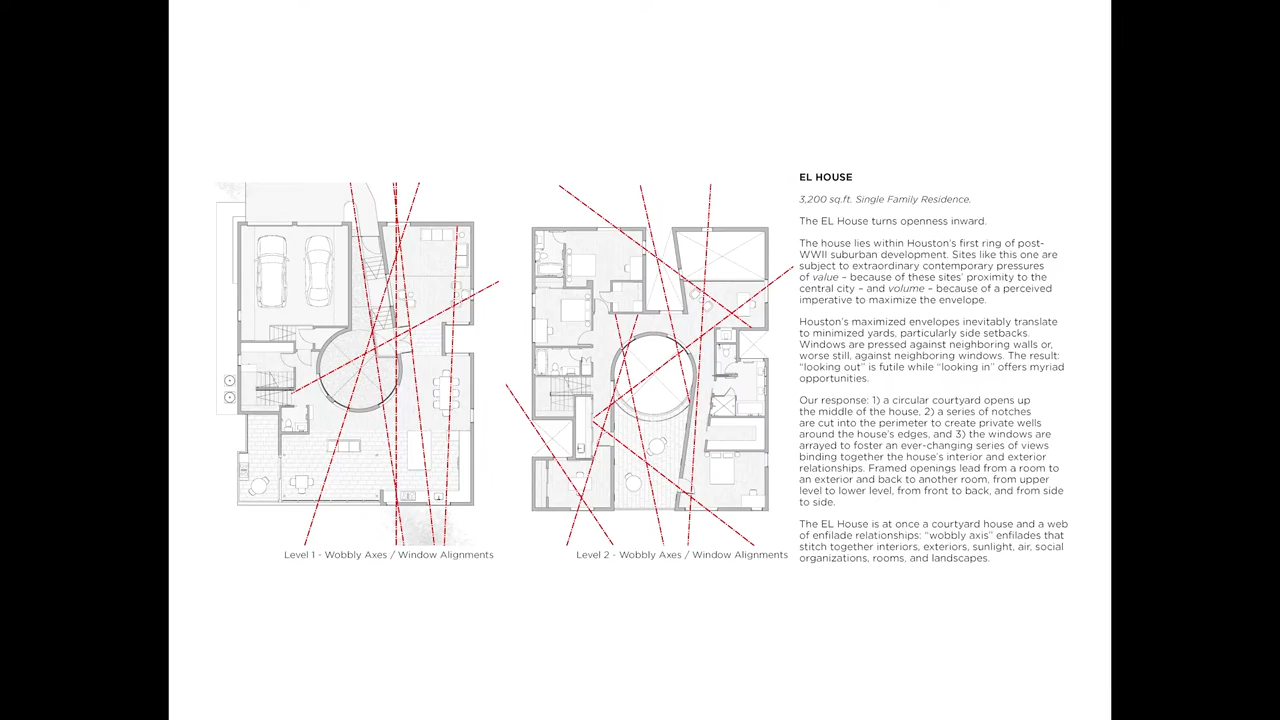 EL HOUSE
3,200 sq.ft. Single Family Residence.
The EL House turns openness inward.
The house lies within Houston's first ring of post-
WWII suburban development. Sites like this one are
subject to extraordinary contemporary pressures
of value – because of these sites' proximity to the
central city – and volume – because of a perceived
imperative to maximize the envelope.
Houston's maximized envelopes inevitably translate
to minimized yards, particularly side setbacks.
Windows are pressed against neighboring walls or,
worse still, against neighboring windows. The result:
"looking out" is futile while "looking in" offers myriad
opportunities.
Our response: 1) a circular courtyard opens up
the middle of the house, 2) a series of notches
are cut into the perimeter to create private wells
around the house's edges, and 3) the windows are
arrayed to foster an ever-changing series of views
binding together the house's interior and exterior
relationships. Framed openings lead from a room to
an exterior and back to another room, from upper
level to lower level, from front to back, and from side
to side.
The EL House is at once a courtyard house and a web
of enfilade relationships: "wobbly axis" enfilades that
stitch together interiors, exteriors, sunlight, air, social
organizations, rooms, and landscapes.
Level 1 - Wobbly Axes / Window Alignments
Level 2 - Wobbly Axes / Window Alignments